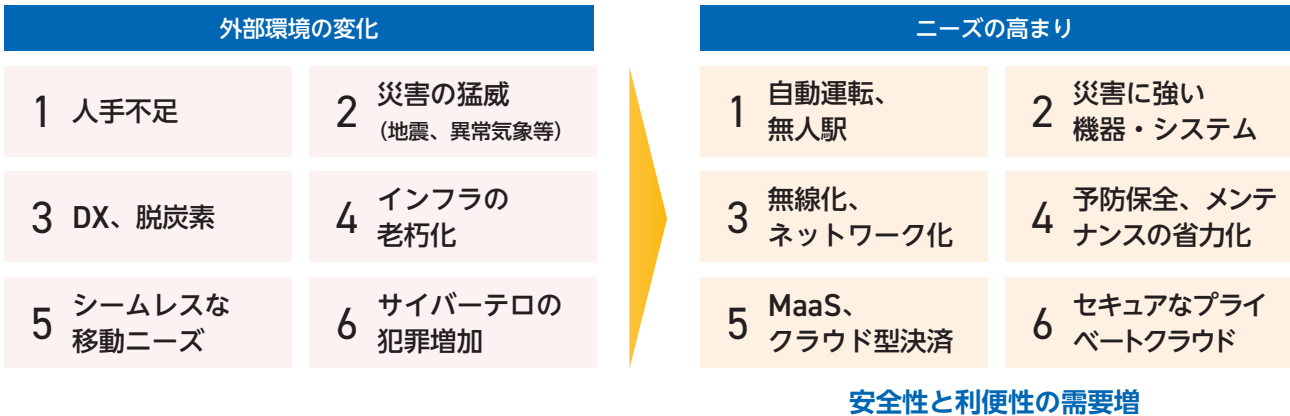 外部環境の変化
1 人手不足
2 災害の猛威
(地震、異常気象等)
3 DX、脱炭素
4 インフラの
老朽化
5 シームレスな
移動ニーズ
6 サイバーテロの
犯罪増加
ニーズの高まり
1 自動運転、
無人駅
2 災害に強い
機器・システム
3 無線化、
ネットワーク化
4 予防保全、メンテ
ナンスの省力化
5 MaaS、
クラウド型決済
6 セキュアなプライ
ベートクラウド
安全性と利便性の需要増